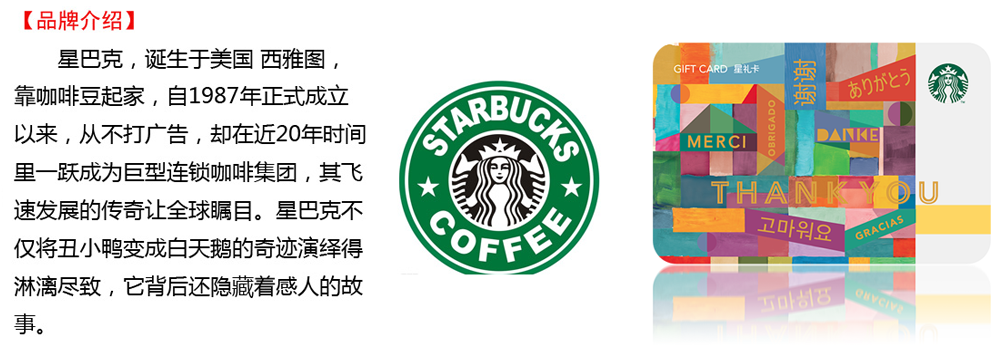 【品牌介绍】
星巴克，诞生于美国 西雅图，
靠咖啡豆起家，自1987年正式成立
以来，从不打广告，却在近20年时间
里一跃成为巨型连锁咖啡集团，其飞
速发展的传奇让全球瞩目。星巴克不
仅将丑小鸭变成白天鹅的奇迹演绎得
淋漓尽致，它背后还隐藏着感人的故
事。
STARBUCKS
COFFEE
GIFT CARD 星礼卡
谢谢
ありがとう
MERCI
OBRIGADO
DANKE
THANK YOU
고마워요
GRACIAS